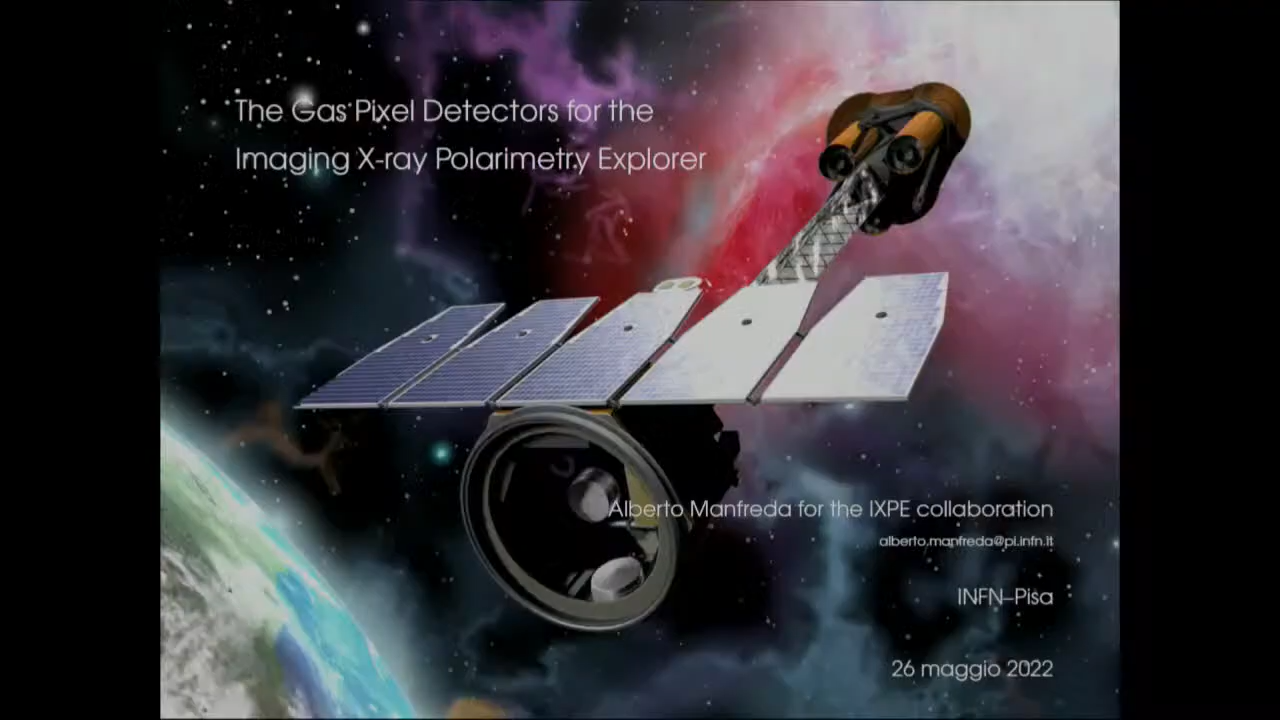 The Gas Pixel Detectors for the
Imaging X-ray Polarimetry Explorer
Alberto Manfreda for the IXPE collaboration
alberto.manfreda@pi.infn.it
INFN–Pisa
26 maggio 2022